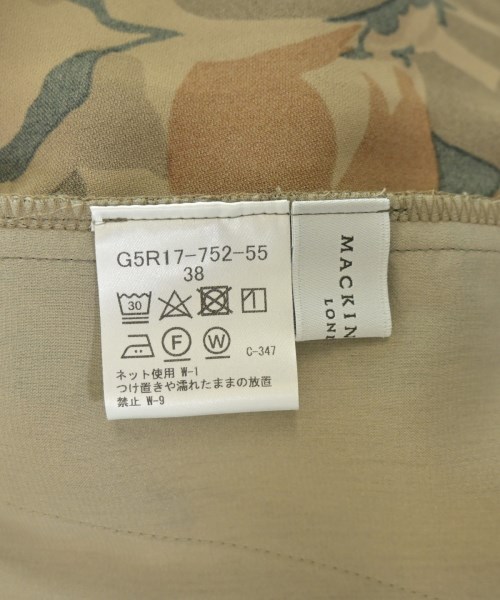 G5R17-752-55
38
30
F W C-347
ネット使用 W-1
つけ置きや濡れたままの放置
禁止 W-9
MACKIN
LON